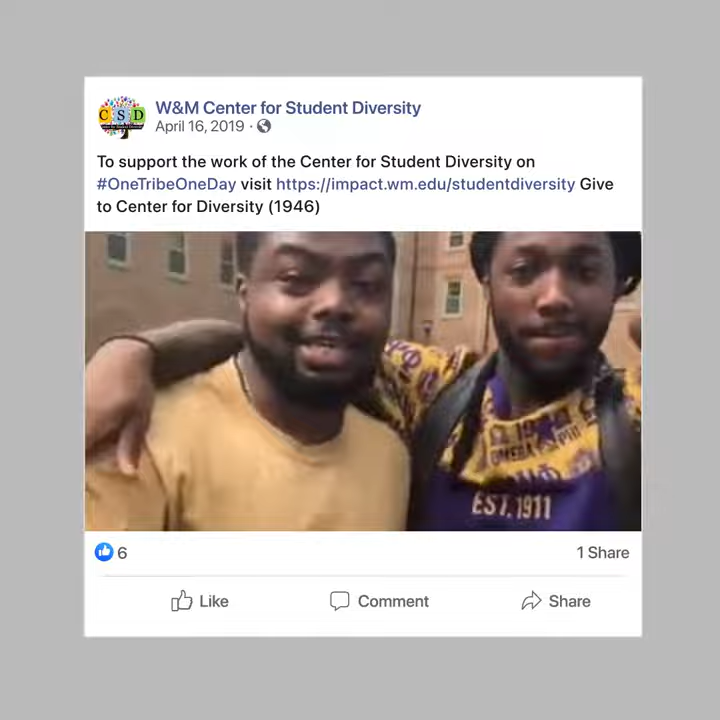 C S D
W&M Center for Student Diversity
April 16, 2019 ·
To support the work of the Center for Student Diversity on
#OneTribeOneDay visit https://impact.wm.edu/studentdiversity Give
to Center for Diversity (1946)
ΨΦ
EST. 1911
6
1 Share
Like
Comment
Share